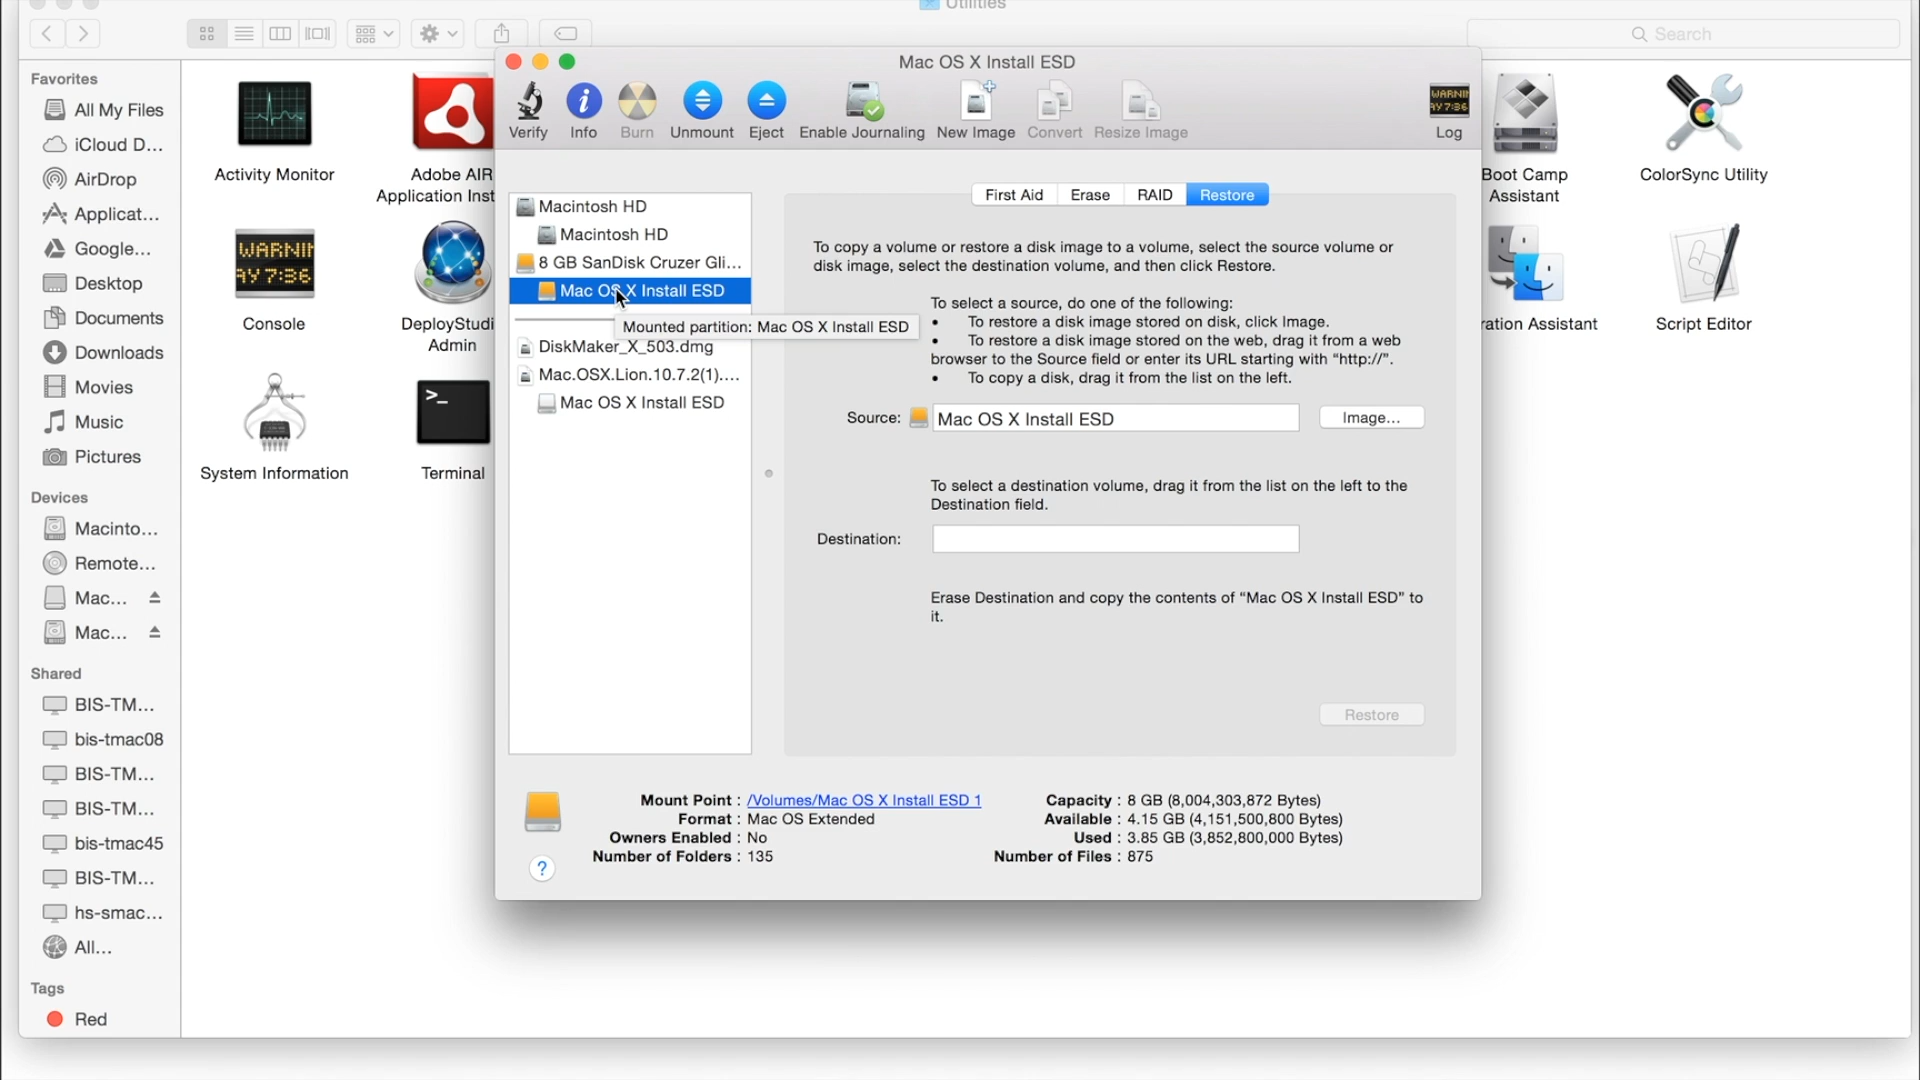 Utilities
Search
Favorites
All My Files
iCloud D...
AirDrop
Applicat...
Google...
Desktop
Documents
Downloads
Movies
Music
Pictures
Devices
Macinto...
Remote...
Mac...
Mac...
Shared
BIS-TM...
bis-tmac08
BIS-TM...
BIS-TM...
bis-tmac45
BIS-TM...
hs-smac...
All...
Tags
Red
Activity Monitor
Adobe AIR
Application Inst
WARNIN
AY 7:36
Console
DeployStudi
Admin
System Information
>_
Terminal
Boot Camp
Assistant
ColorSync Utility
ration Assistant
Script Editor
Mac OS X Install ESD
Verify
Info
Burn
Unmount
Eject
Enable Journaling
New Image
Convert
Resize Image
WARNIN
AY 7:36
Log
Macintosh HD
Macintosh HD
8 GB SanDisk Cruzer Gli...
Mac OS X Install ESD
Mounted partition: Mac OS X Install ESD
DiskMaker_X_503.dmg
Mac.OSX.Lion.10.7.2(1)....
Mac OS X Install ESD
First Aid
Erase
RAID
Restore
To copy a volume or restore a disk image to a volume, select the source volume or
disk image, select the destination volume, and then click Restore.
To select a source, do one of the following:
• To restore a disk image stored on disk, click Image.
• To restore a disk image stored on the web, drag it from a web
browser to the Source field or enter its URL starting with “http://”.
• To copy a disk, drag it from the list on the left.
Source:
Mac OS X Install ESD
Image...
To select a destination volume, drag it from the list on the left to the
Destination field.
Destination:
Erase Destination and copy the contents of “Mac OS X Install ESD” to
it.
Restore
Mount Point : /Volumes/Mac OS X Install ESD 1
Format : Mac OS Extended
Owners Enabled : No
Number of Folders : 135
Capacity : 8 GB (8,004,303,872 Bytes)
Available : 4.15 GB (4,151,500,800 Bytes)
Used : 3.85 GB (3,852,800,000 Bytes)
Number of Files : 875
?